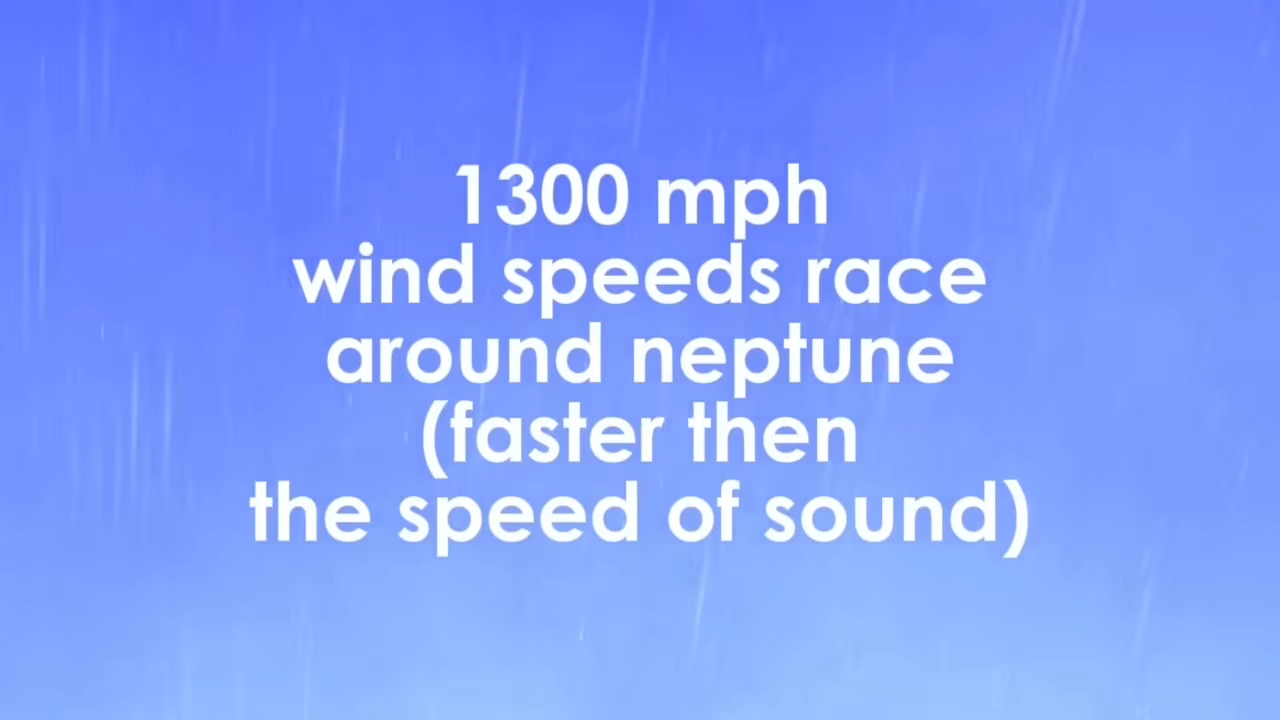 1300 mph
wind speeds race
around neptune
(faster then
the speed of sound)